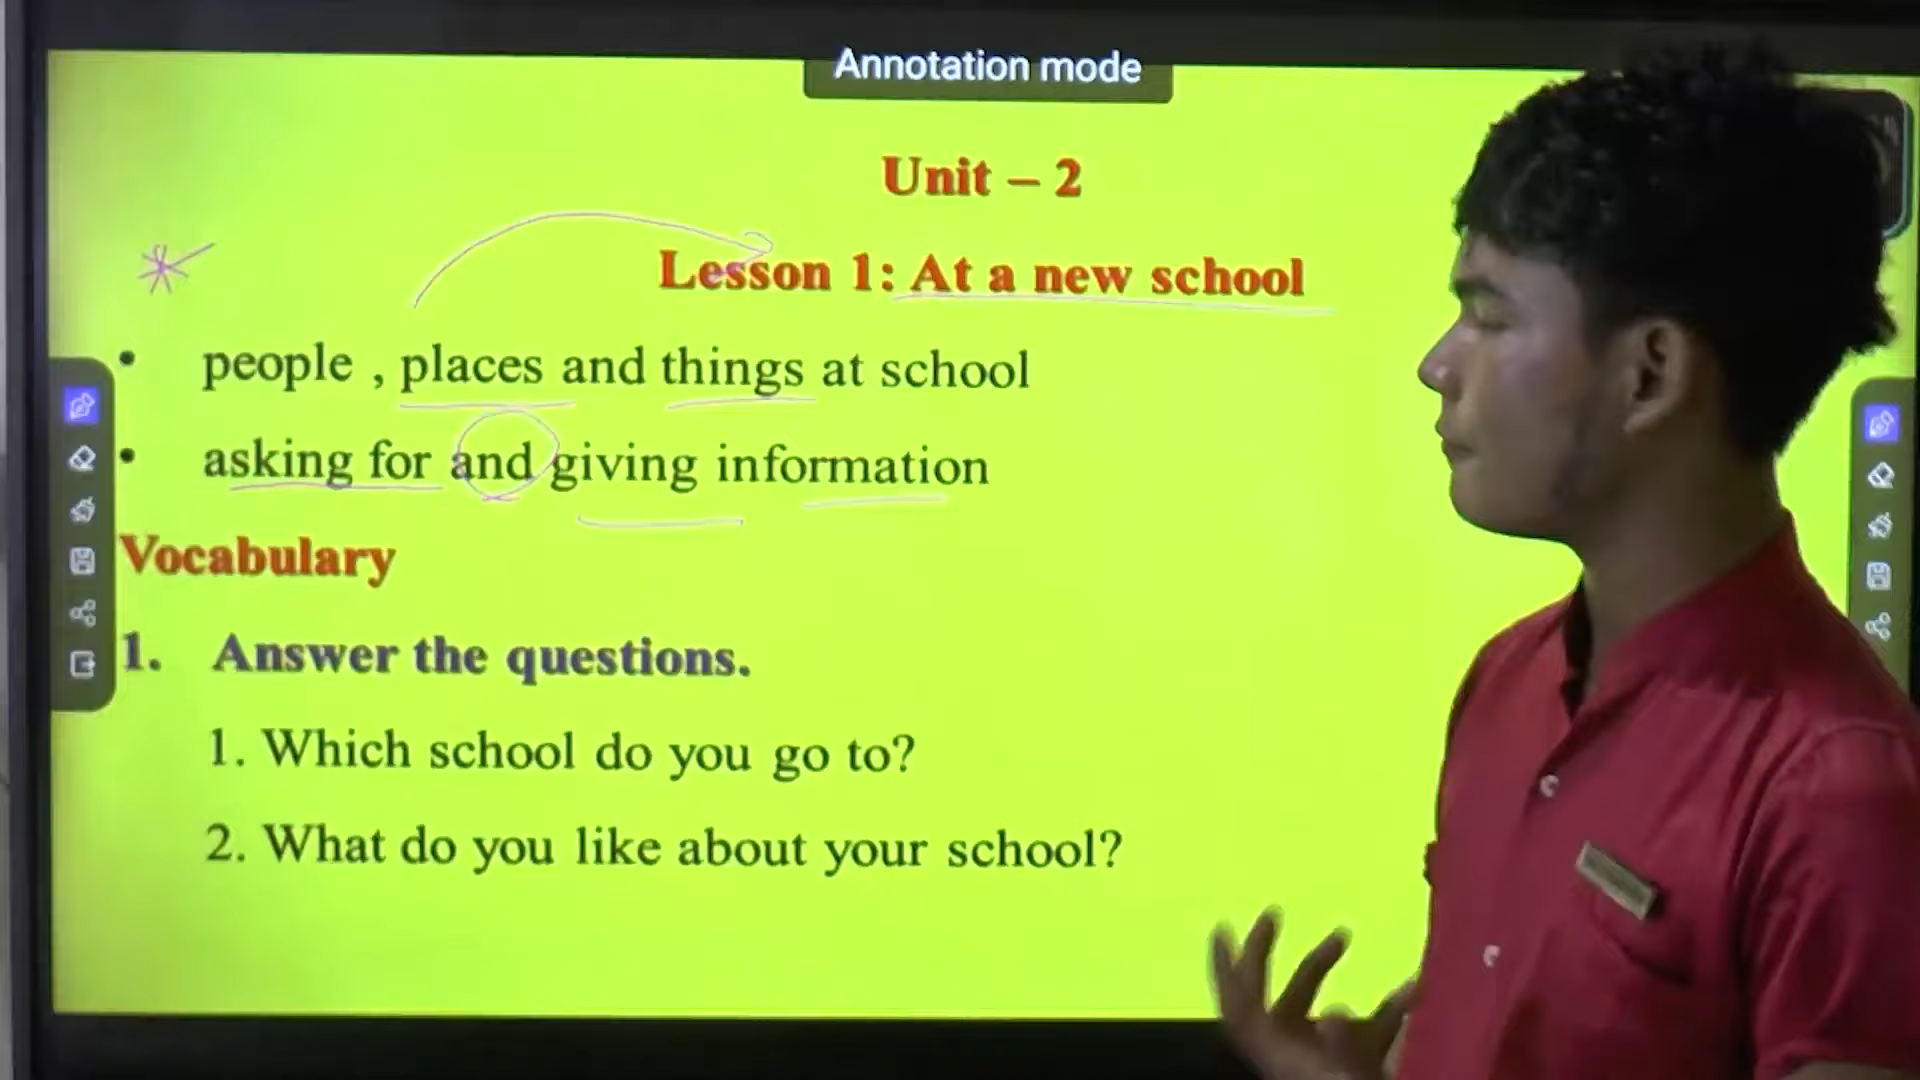 Annotation mode
Unit – 2
Lesson 1: At a new school
• people , places and things at school
• asking for and giving information
Vocabulary
1. Answer the questions.
1. Which school do you go to?
2. What do you like about your school?